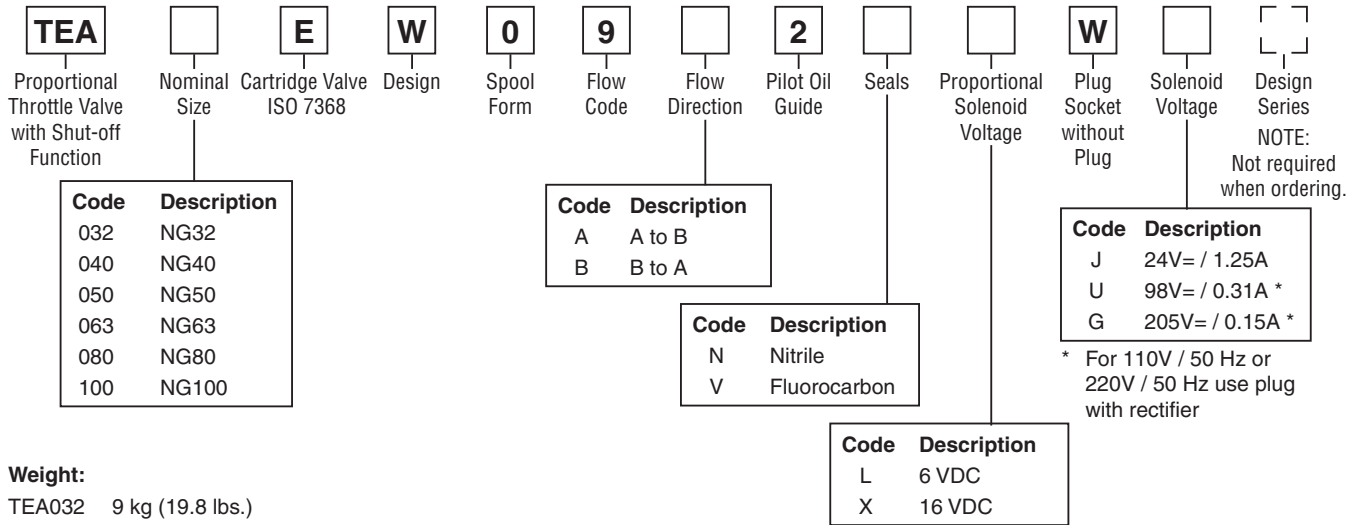 TEA E W 0 9 2 W
Proportional
Throttle Valve
with Shut-off
Function
Nominal
Size
Cartridge Valve
ISO 7368
Design
Spool
Form
Flow
Code
Flow
Direction
Pilot Oil
Guide
Seals
Proportional
Solenoid
Voltage
Plug
Socket
without
Plug
Solenoid
Voltage
Design
Series
NOTE:
Not required
when ordering.
Code Description
032 NG32
040 NG40
050 NG50
063 NG63
080 NG80
100 NG100
Code Description
A A to B
B B to A
Code Description
N Nitrile
V Fluorocarbon
Code Description
L 6 VDC
X 16 VDC
Code Description
J 24V= / 1.25A
U 98V= / 0.31A *
G 205V= / 0.15A *
* For 110V / 50 Hz or
220V / 50 Hz use plug
with rectifier
Weight:
TEA032 9 kg (19.8 lbs.)